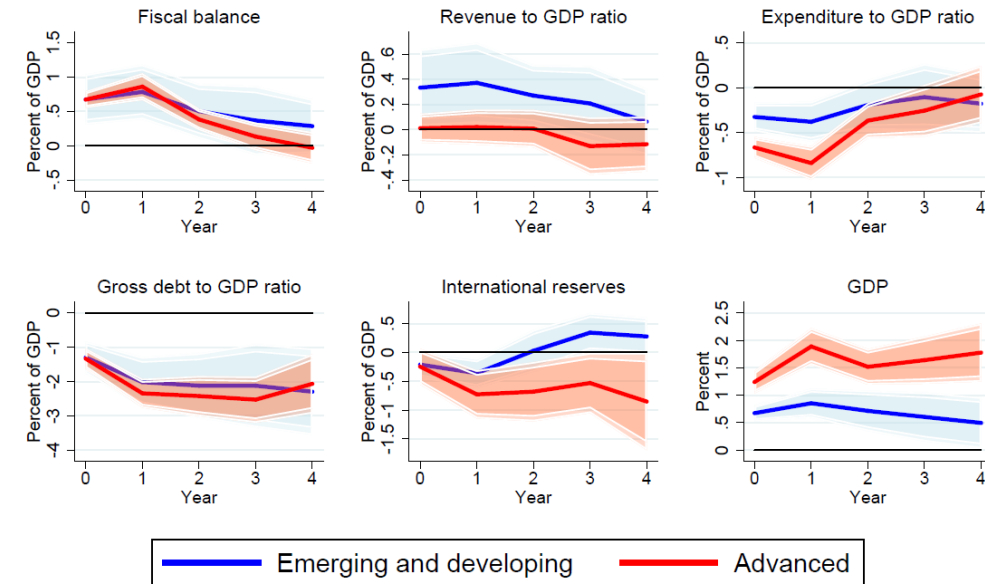 Fiscal balance
Percent of GDP
1.5
1
.5
0
-.5
0 1 2 3 4
Year
Revenue to GDP ratio
Percent of GDP
.6
.4
.2
0
-.2
-.4
0 1 2 3 4
Year
Expenditure to GDP ratio
Percent of GDP
.5
0
-.5
-1
0 1 2 3 4
Year
Gross debt to GDP ratio
Percent of GDP
0
-1
-2
-3
-4
0 1 2 3 4
Year
International reserves
Percent of GDP
.5
0
-.5
-1
-1.5
0 1 2 3 4
Year
GDP
Percent
2.5
2
1.5
1
.5
0
0 1 2 3 4
Year
Emerging and developing Advanced